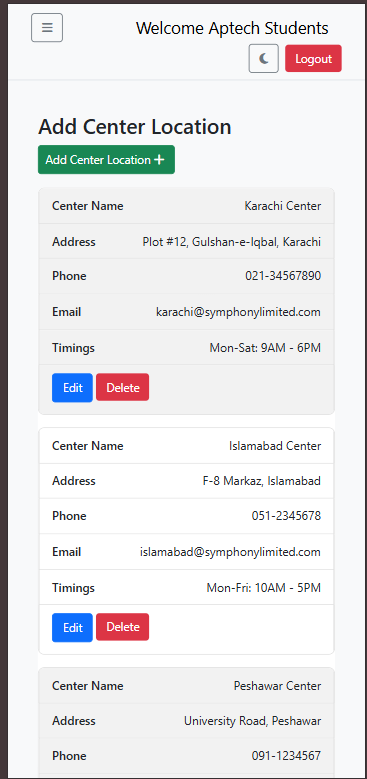 Welcome Aptech Students
Logout
Add Center Location
Add Center Location +
Center Name Karachi Center
Address Plot #12, Gulshan-e-Iqbal, Karachi
Phone 021-34567890
Email karachi@symphonylimited.com
Timings Mon-Sat: 9AM - 6PM
Edit Delete
Center Name Islamabad Center
Address F-8 Markaz, Islamabad
Phone 051-2345678
Email islamabad@symphonylimited.com
Timings Mon-Fri: 10AM - 5PM
Edit Delete
Center Name Peshawar Center
Address University Road, Peshawar
Phone 091-1234567